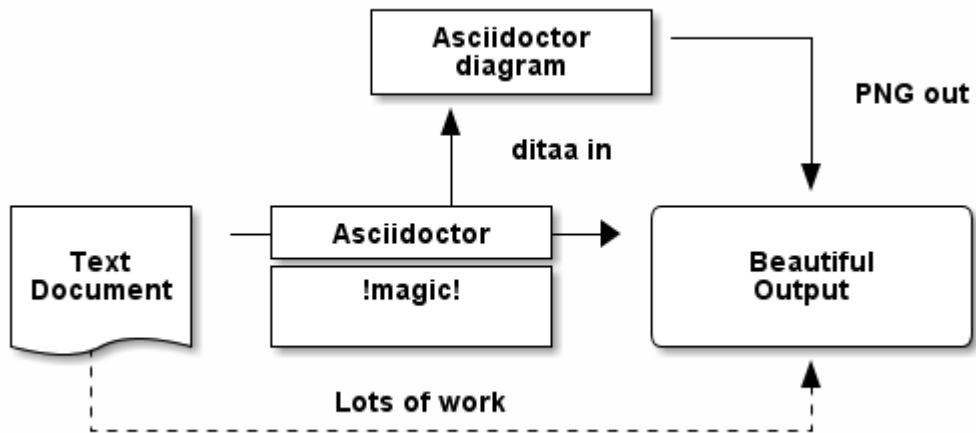 Asciidoctor
diagram
PNG out
ditaa in
Asciidoctor
Text
Document
!magic!
Beautiful
Output
Lots of work